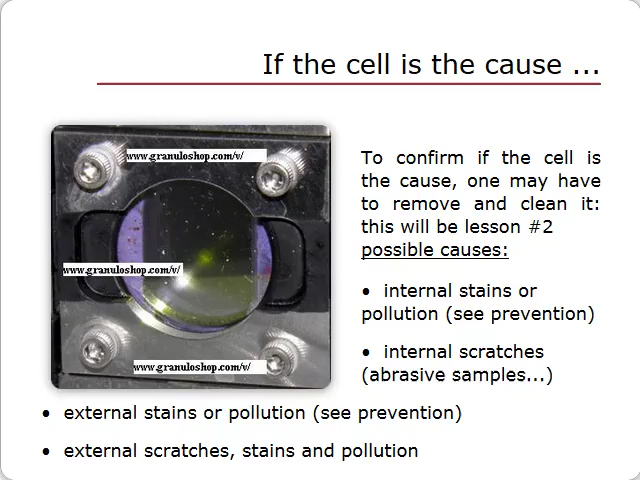 If the cell is the cause ...
www.granuloshop.com/v/
www.granuloshop.com/v/
www.granuloshop.com/v/
To confirm if the cell is
the cause, one may have
to remove and clean it:
this will be lesson #2
possible causes:
• internal stains or
pollution (see prevention)
• internal scratches
(abrasive samples...)
• external stains or pollution (see prevention)
• external scratches, stains and pollution